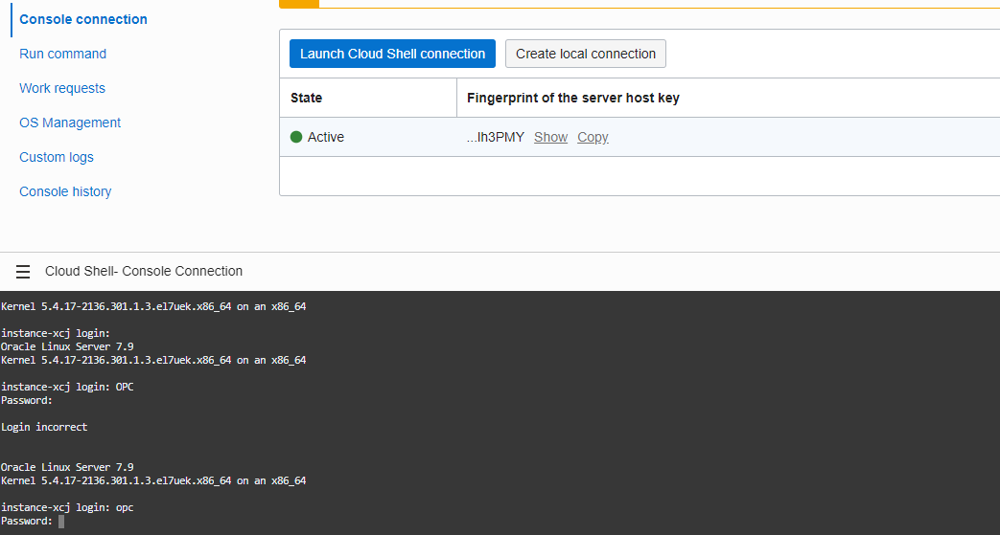 Console connection
Run command
Work requests
OS Management
Custom logs
Console history
Launch Cloud Shell connection Create local connection
State Fingerprint of the server host key
Active ...lh3PMY Show Copy
Cloud Shell- Console Connection
Kernel 5.4.17-2136.301.1.3.el7uek.x86_64 on an x86_64
instance-xcj login:
Oracle Linux Server 7.9
Kernel 5.4.17-2136.301.1.3.el7uek.x86_64 on an x86_64
instance-xcj login: OPC
Password:
Login incorrect
Oracle Linux Server 7.9
Kernel 5.4.17-2136.301.1.3.el7uek.x86_64 on an x86_64
instance-xcj login: opc
Password: